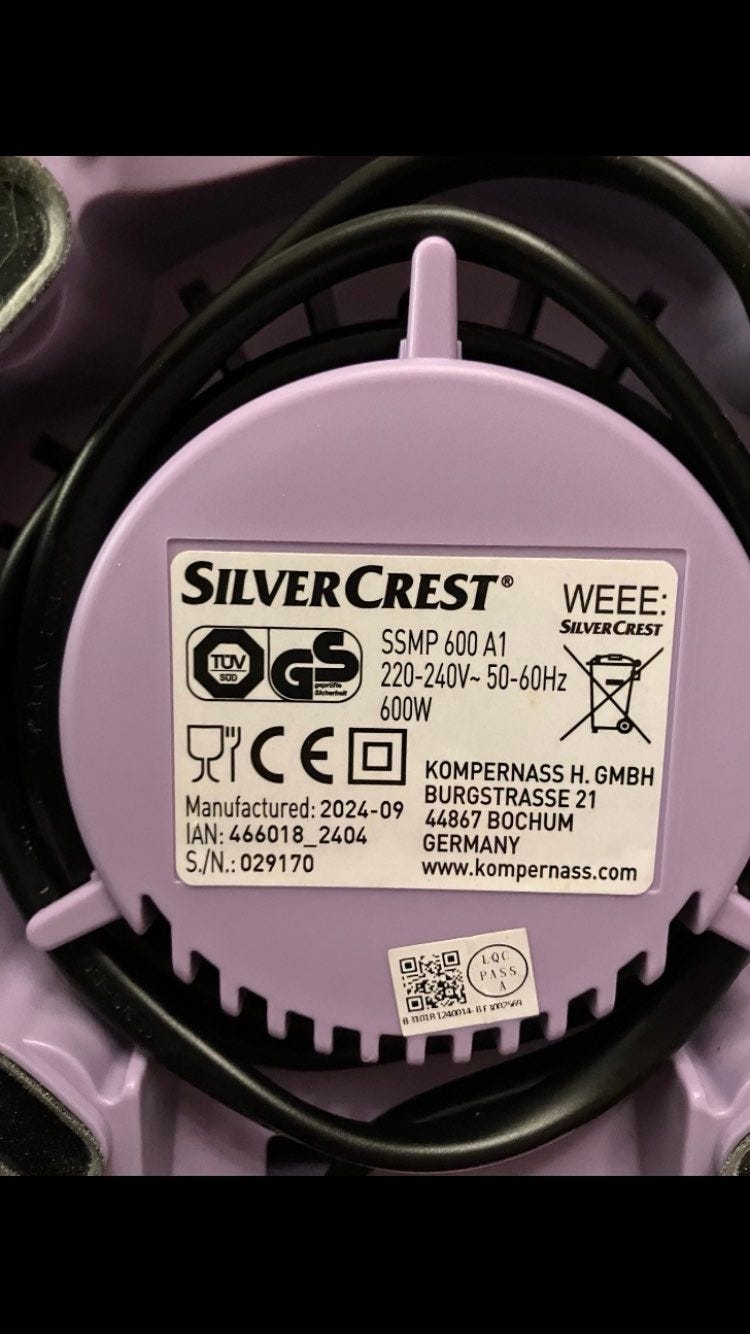 SILVERCREST®
WEEE:
SILVERCREST
TÜV
SÜD
GS
geprüfte
Sicherheit
SSMP 600 A1
220-240V~ 50-60Hz
600W
CE
Manufactured: 2024-09
IAN: 466018_2404
S./N.: 029170
KOMPERNASS H. GMBH
BURGSTRASSE 21
44867 BOCHUM
GERMANY
www.kompernass.com
LQC
PASS
A